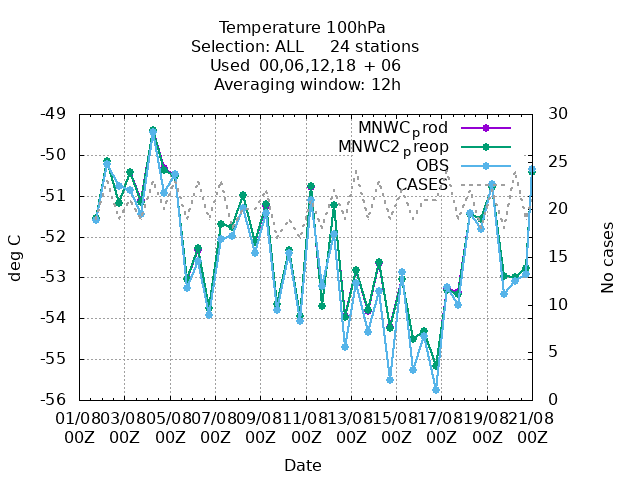 Temperature 100hPa
Selection: ALL 24 stations
Used 00,06,12,18 + 06
Averaging window: 12h
-49
-50
-51
-52
-53
-54
-55
-56
deg C
30
25
20
15
10
5
0
No cases
MNWCprod
MNWC2preop
OBS
CASES
01/08 03/08 05/08 07/08 09/08 11/08 13/08 15/08 17/08 19/08 21/08
00Z 00Z 00Z 00Z 00Z 00Z 00Z 00Z 00Z 00Z 00Z
Date